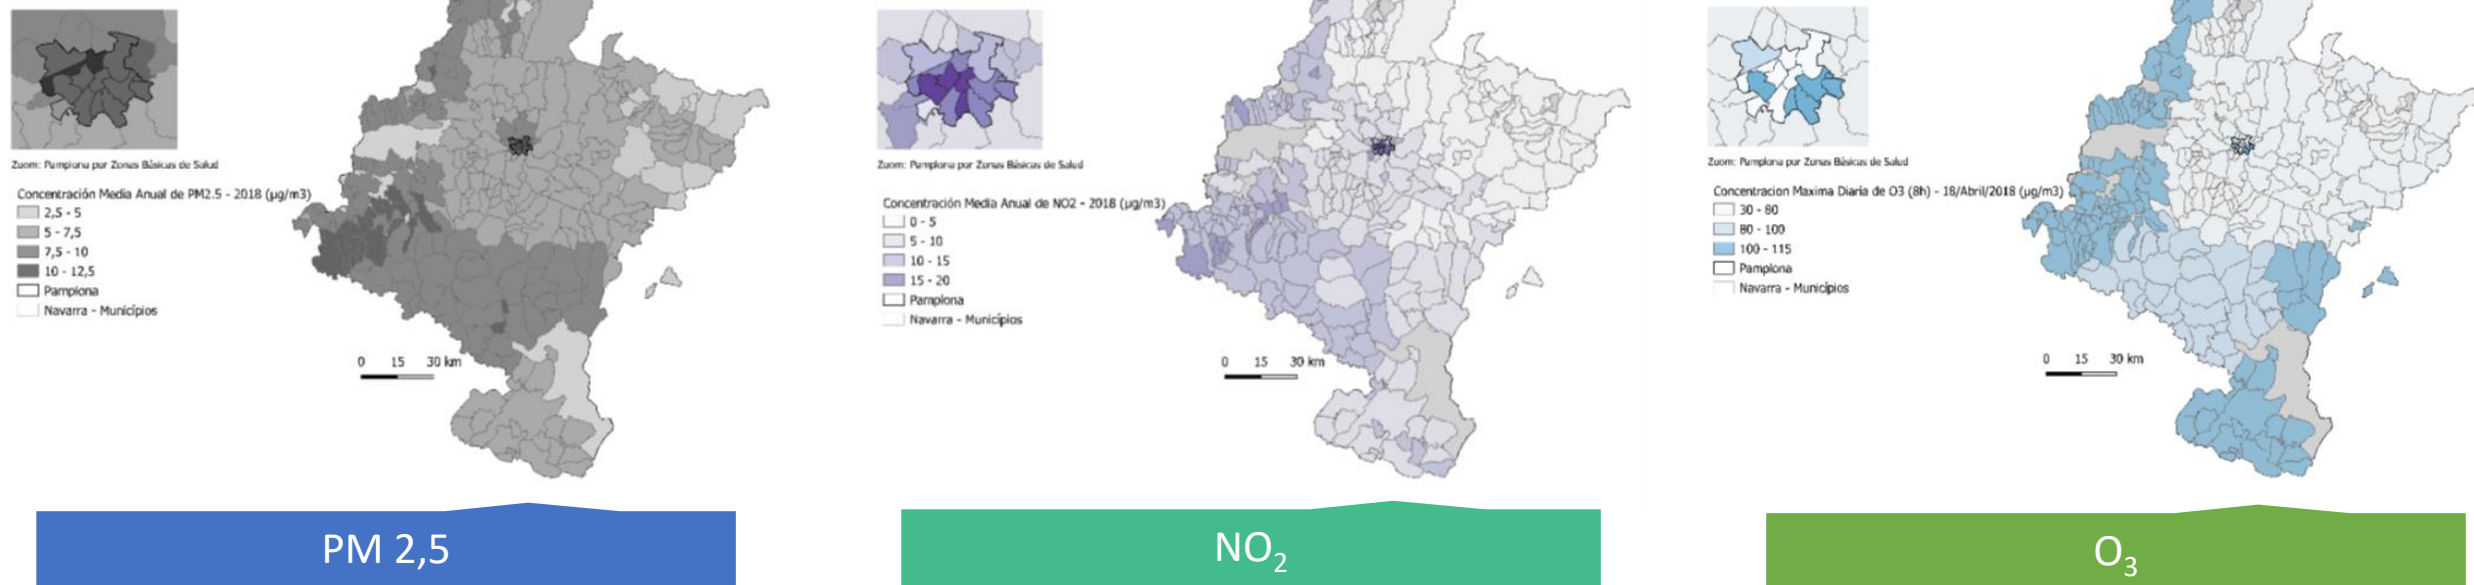 Zoom: Pamplona por Zonas Básicas de Salud
Concentración Media Anual de PM2.5 - 2018 (µg/m3)
2,5 - 5
5 - 7,5
7,5 - 10
10 - 12,5
Pamplona
Navarra - Municípios
0 15 30 km
PM 2,5
Zoom: Pamplona por Zonas Básicas de Salud
Concentración Media Anual de NO2 - 2018 (µg/m3)
0 - 5
5 - 10
10 - 15
15 - 20
Pamplona
Navarra - Municípios
0 15 30 km
NO2
Zoom: Pamplona por Zonas Básicas de Salud
Concentracion Maxima Diaria de O3 (8h) - 18/Abril/2018 (µg/m3)
30 - 80
80 - 100
100 - 115
Pamplona
Navarra - Municípios
0 15 30 km
O3